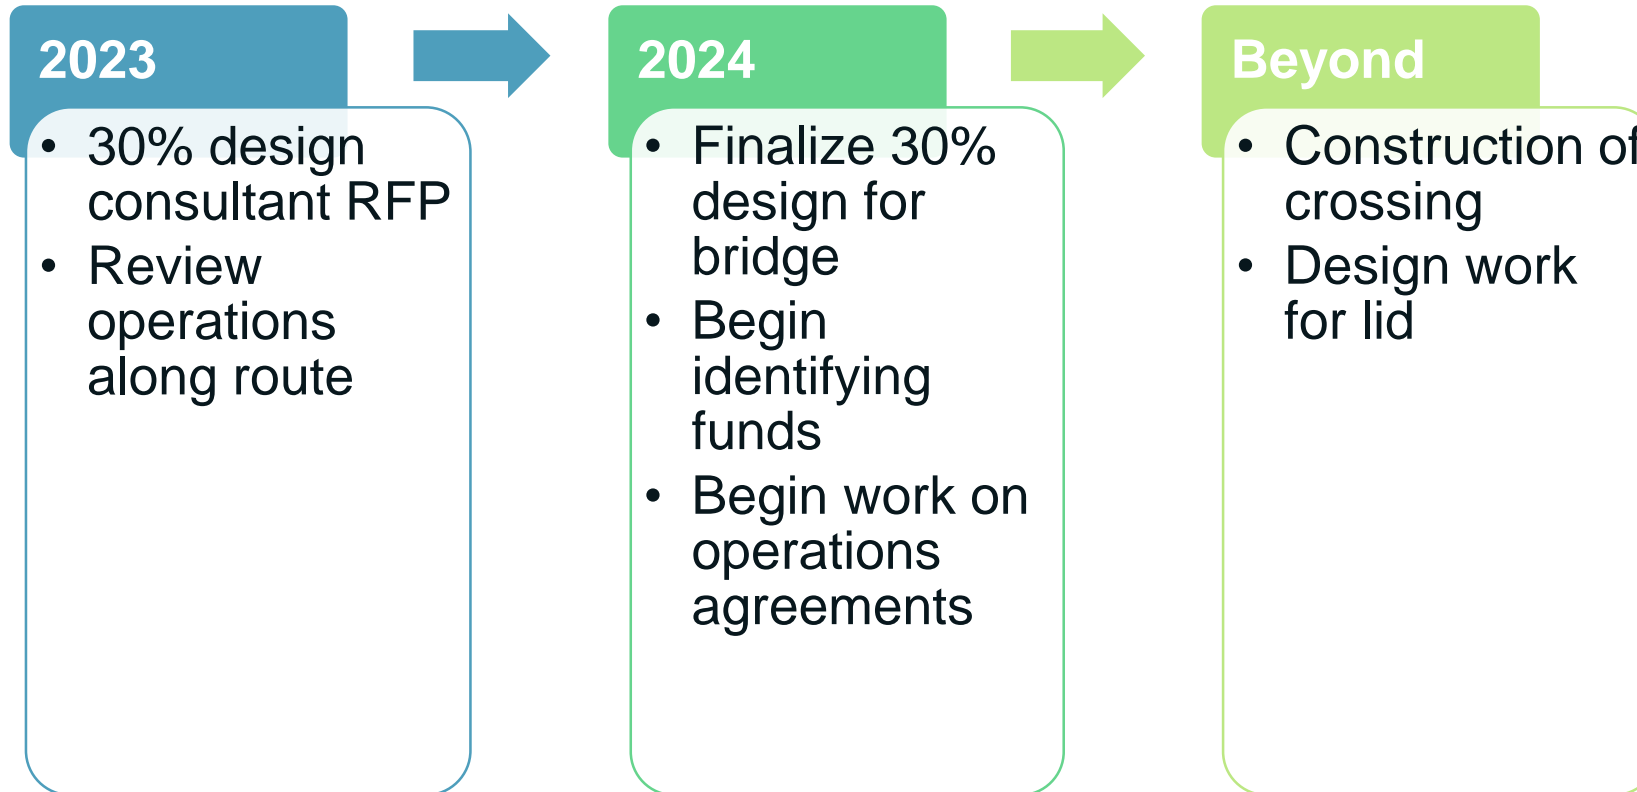 2023
• 30% design
consultant RFP
• Review
operations
along route
2024
• Finalize 30%
design for
bridge
• Begin
identifying
funds
• Begin work on
operations
agreements
Beyond
• Construction of
crossing
• Design work
for lid